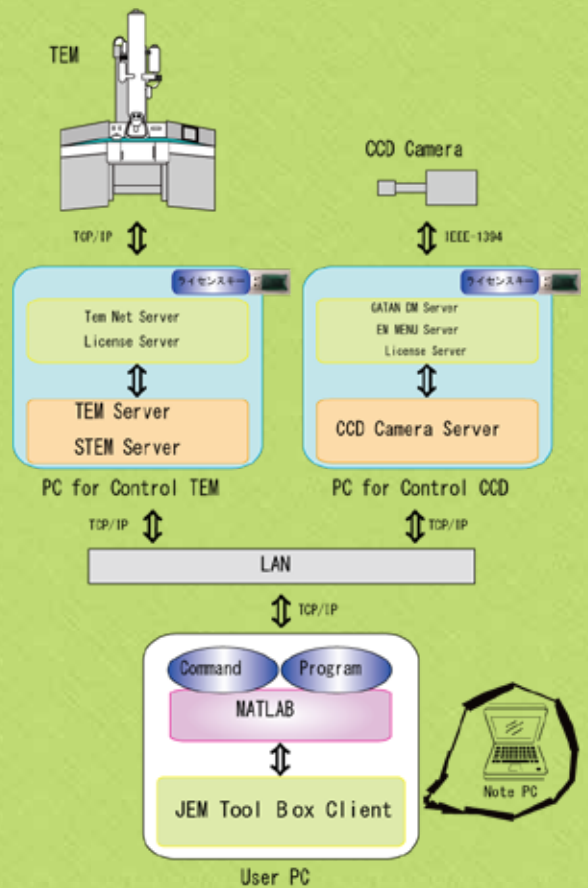 TEM
CCD Camera
TCP/IP
IEEE-1394
ライセンスキー
ライセンスキー
Tem Net Server
License Server
GATAN DM Server
EN MENU Server
License Server
TEM Server
STEM Server
CCD Camera Server
PC for Control TEM
PC for Control CCD
TCP/IP
TCP/IP
LAN
TCP/IP
Command
Program
MATLAB
JEM Tool Box Client
Note PC
User PC